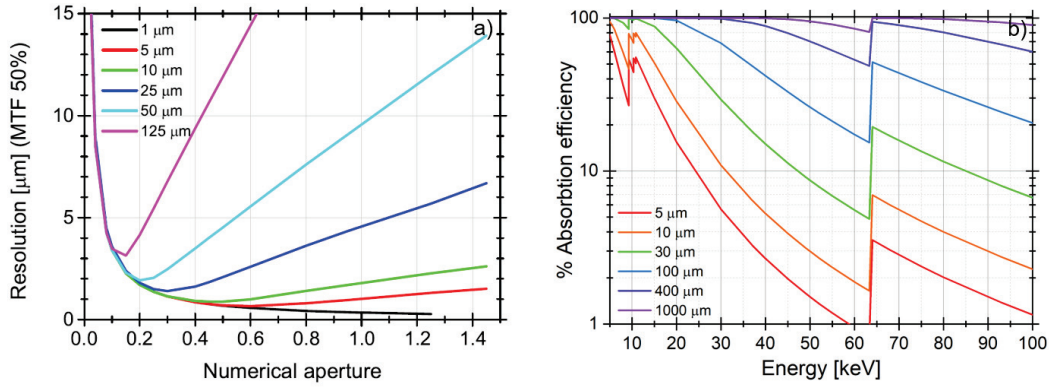 a)
1 μm
5 μm
10 μm
25 μm
50 μm
125 μm
15
10
5
0
0.0 0.2 0.4 0.6 0.8 1.0 1.2 1.4
Resolution [μm] (MTF 50%)
Numerical aperture
b)
100
10
1
5 μm
10 μm
30 μm
100 μm
400 μm
1000 μm
10 20 30 40 50 60 70 80 90 100
% Absorbtion efficiency
Energy [keV]